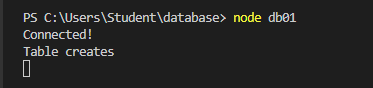 PS C:\Users\Student\database> node db01
Connected!
Table creates